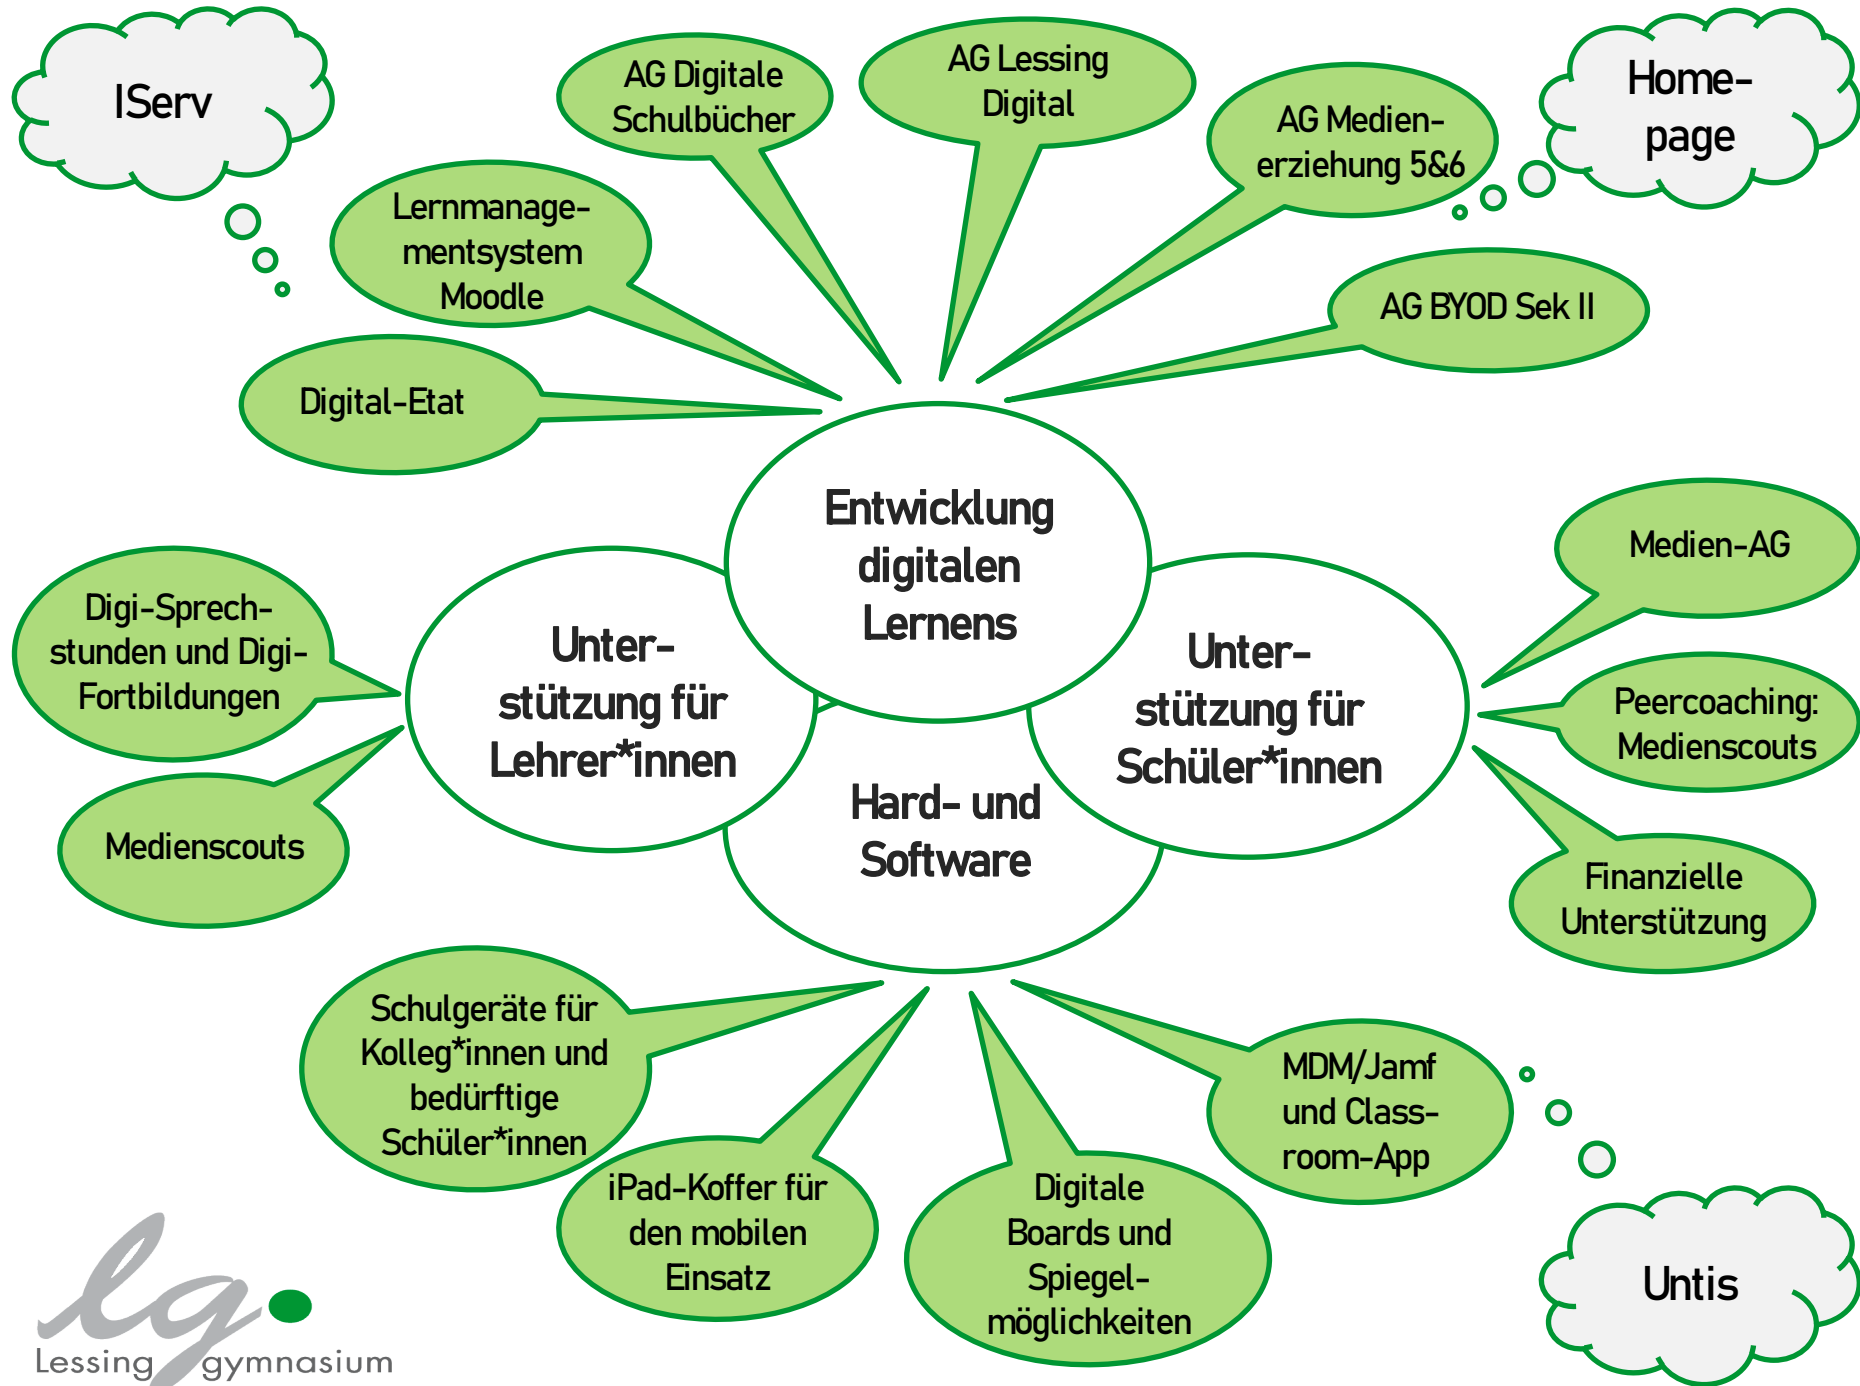 IServ
AG Digitale
Schulbücher
AG Lessing
Digital
AG Medien-
erziehung 5&6
Home-
page
Lernmanage-
mentsystem
Moodle
AG BYOD Sek II
Digital-Etat
Entwicklung
digitalen
Lernens
Medien-AG
Digi-Sprech-
stunden und Digi-
Fortbildungen
Unter-
stützung für
Lehrer*innen
Unter-
stützung für
Schüler*innen
Peercoaching:
Medienscouts
Medienscouts
Hard- und
Software
Finanzielle
Unterstützung
Schulgeräte für
Kolleg*innen und
bedürftige
Schüler*innen
iPad-Koffer für
den mobilen
Einsatz
Digitale
Boards und
Spiegel-
möglichkeiten
MDM/Jamf
und Class-
room-App
Untis
lg
Lessing gymnasium